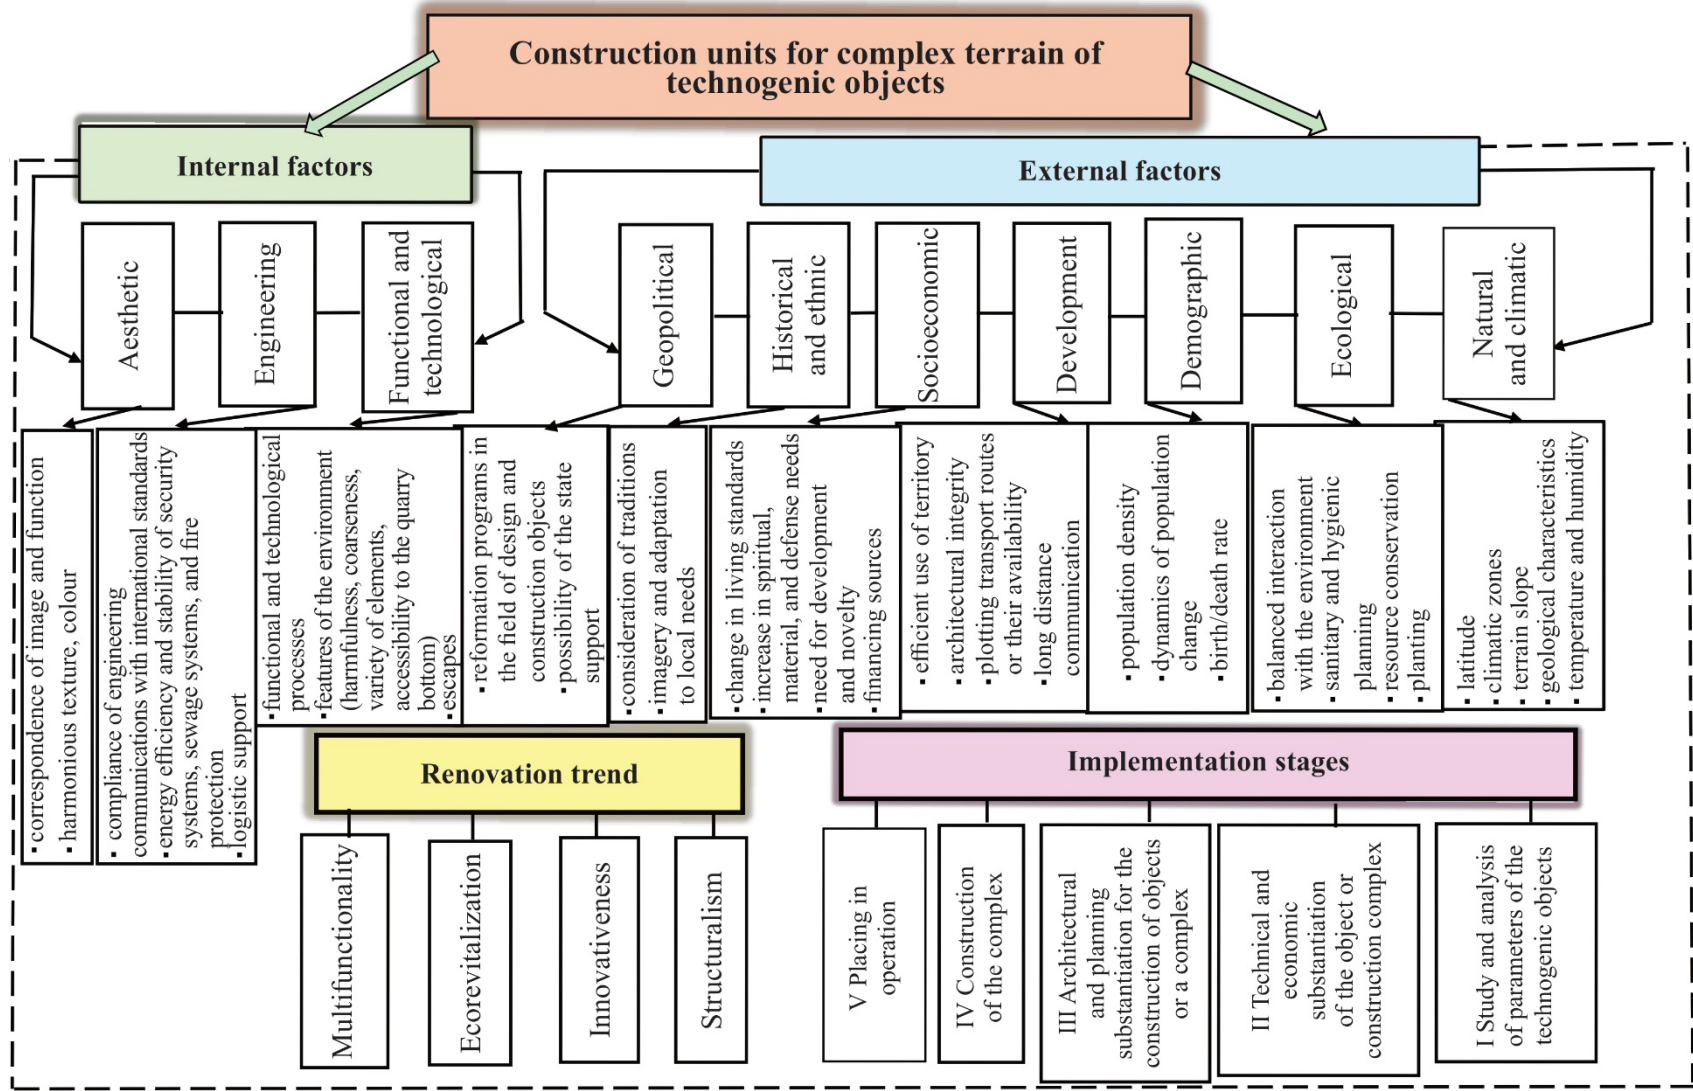 Construction units for complex terrain of
technogenic objects
Internal factors
External factors
Aesthetic
Engineering
Functional and
technological
Geopolitical
Historical
and ethnic
Socioeconomic
Development
Demographic
Ecological
Natural
and climatic
▪ correspondence of image and function
▪ harmonious texture, colour
▪ compliance of engineering
communications with international standards
▪ energy efficiency and stability of security
systems, sewage systems, and fire
protection
▪ logistic support
▪ functional and technological
processes
▪ features of the environment
(harmfulness, coarseness,
variety of elements,
accessibility to the quarry
bottom)
▪ escapes
▪ reformation programs in
the field of design and
construction objects
▪ possibility of the state
support
▪ consideration of traditions
▪ imagery and adaptation
to local needs
▪ change in living standards
▪ increase in spiritual,
material, and defense needs
▪ need for development
and novelty
▪ financing sources
▪ efficient use of territory
▪ architectural integrity
▪ plotting transport routes
or their availability
▪ long distance
communication
▪ population density
▪ dynamics of population
change
▪ birth/death rate
▪ balanced interaction
with the environment
▪ sanitary and hygienic
planning
▪ resource conservation
▪ planting
▪ latitude
▪ climatic zones
▪ terrain slope
▪ geological characteristics
▪ temperature and humidity
Renovation trend
Multifunctionality
Ecorevitalization
Innovativeness
Structuralism
Implementation stages
V Placing in
operation
IV Construction
of the complex
III Architectural
and planning
substantiation for the
construction of objects
or a complex
II Technical and
economic
substantiation
of the object or
construction complex
I Study and analysis
of parameters of the
technogenic objects